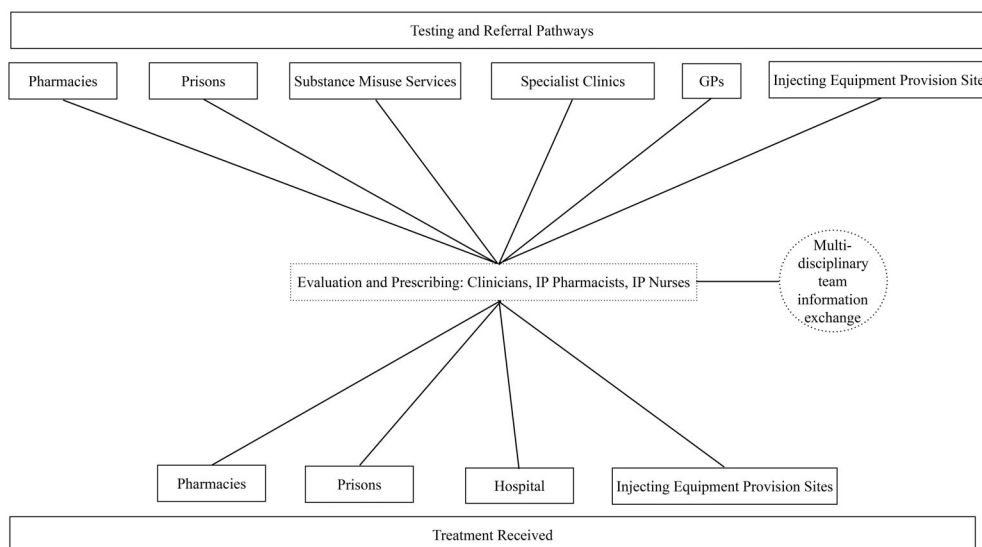 Testing and Referral Pathways
Pharmacies
Prisons
Substance Misuse Services
Specialist Clinics
GPs
Injecting Equipment Provision Site
Evaluation and Prescribing: Clinicians, IP Pharmacists, IP Nurses
Multi-
disciplinary
team
information
exchange
Pharmacies
Prisons
Hospital
Injecting Equipment Provision Sites
Treatment Received